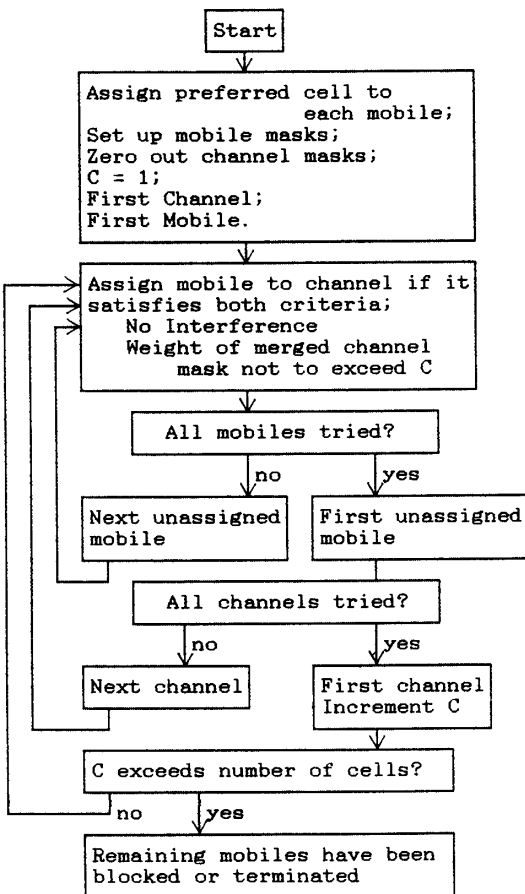 Start
Assign preferred cell to
each mobile;
Set up mobile masks;
Zero out channel masks;
C = 1;
First Channel;
First Mobile.
Assign mobile to channel if it
satisfies both criteria;
No Interference
Weight of merged channel
mask not to exceed C
All mobiles tried?
no
yes
Next unassigned
mobile
First unassigned
mobile
All channels tried?
no
yes
Next channel
First channel
Increment C
C exceeds number of cells?
no
yes
Remaining mobiles have been
blocked or terminated